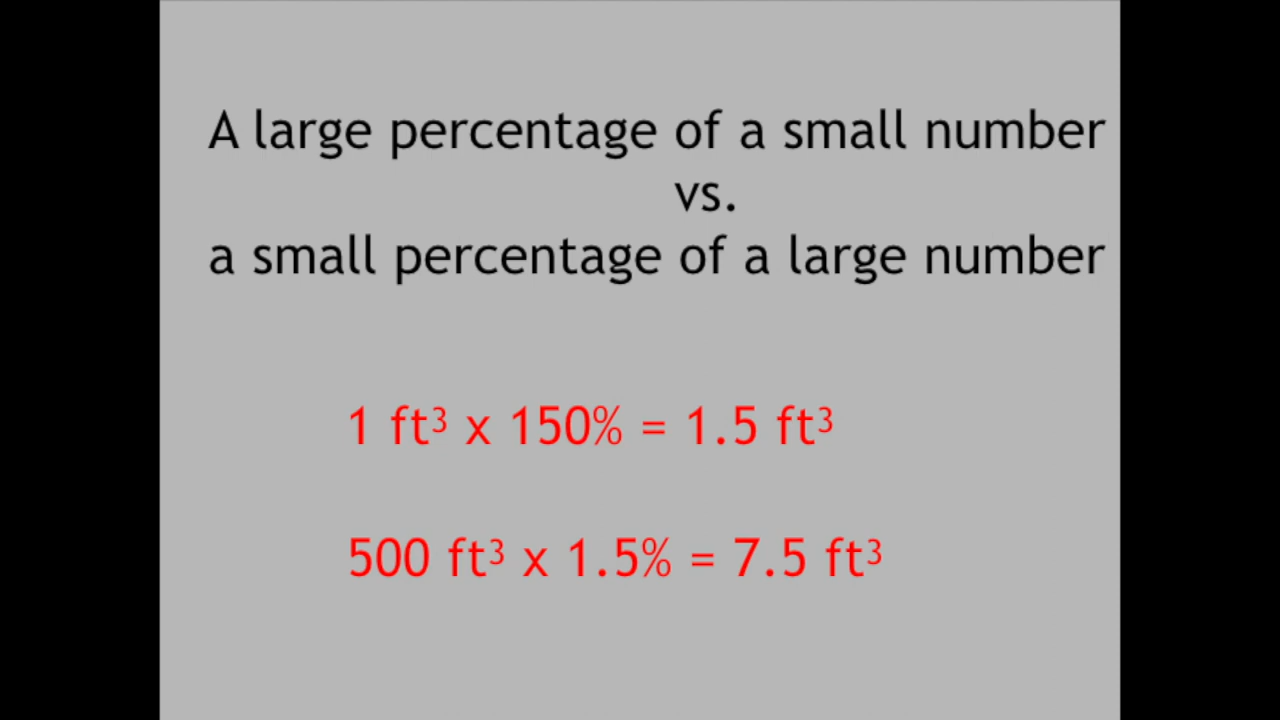 A large percentage of a small number
vs.
a small percentage of a large number
1 ft³ x 150% = 1.5 ft³
500 ft³ x 1.5% = 7.5 ft³